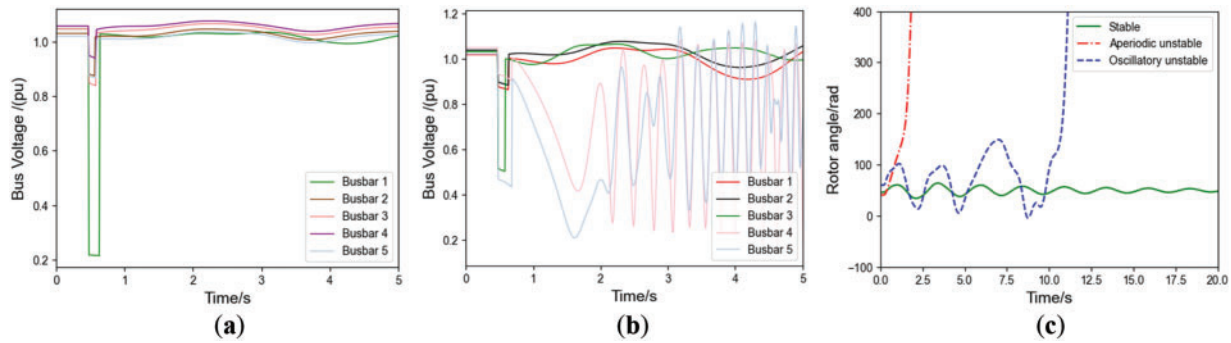 1.0
0.8
0.6
0.4
0.2
Bus Voltage /(pu)
Busbar 1
Busbar 2
Busbar 3
Busbar 4
Busbar 5
0 1 2 3 4 5
Time/s
(a)
1.2
1.0
0.8
0.6
0.4
0.2
Bus Voltage /(pu)
Busbar 1
Busbar 2
Busbar 3
Busbar 4
Busbar 5
0 1 2 3 4 5
Time/s
(b)
400
300
200
100
0
−100
Rotor angle/rad
Stable
Aperiodic unstable
Oscillatory unstable
0.0 2.5 5.0 7.5 10.0 12.5 15.0 17.5 20.0
Time/s
(c)